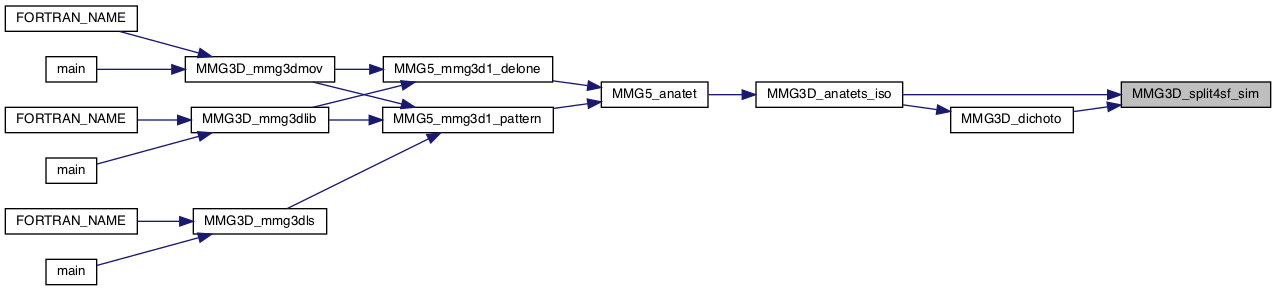 FORTRAN_NAME
main
MMG3D_mmg3dmov
MMG5_mmg3d1_delone
MMG5_anatet
MMG3D_anatets_iso
MMG3D_split4sf_sim
FORTRAN_NAME
MMG3D_mmg3dlib
MMG5_mmg3d1_pattern
MMG3D_dichoto
main
FORTRAN_NAME
MMG3D_mmg3dls
main